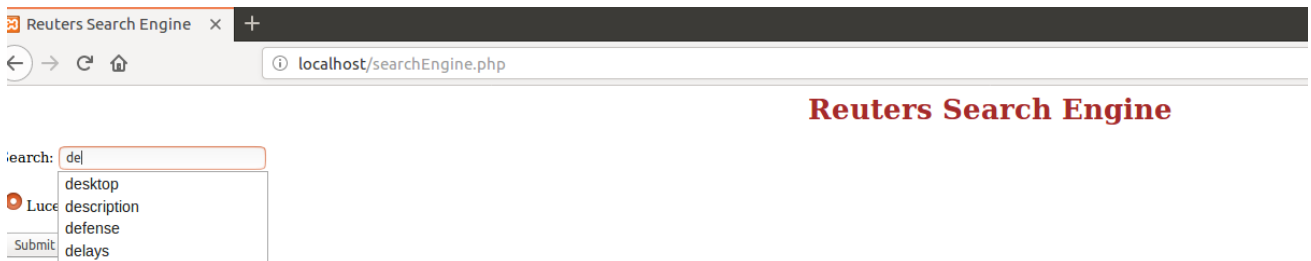 Reuters Search Engine
localhost/searchEngine.php
Reuters Search Engine
earch: de
desktop
Luce description
defense
Submit delays